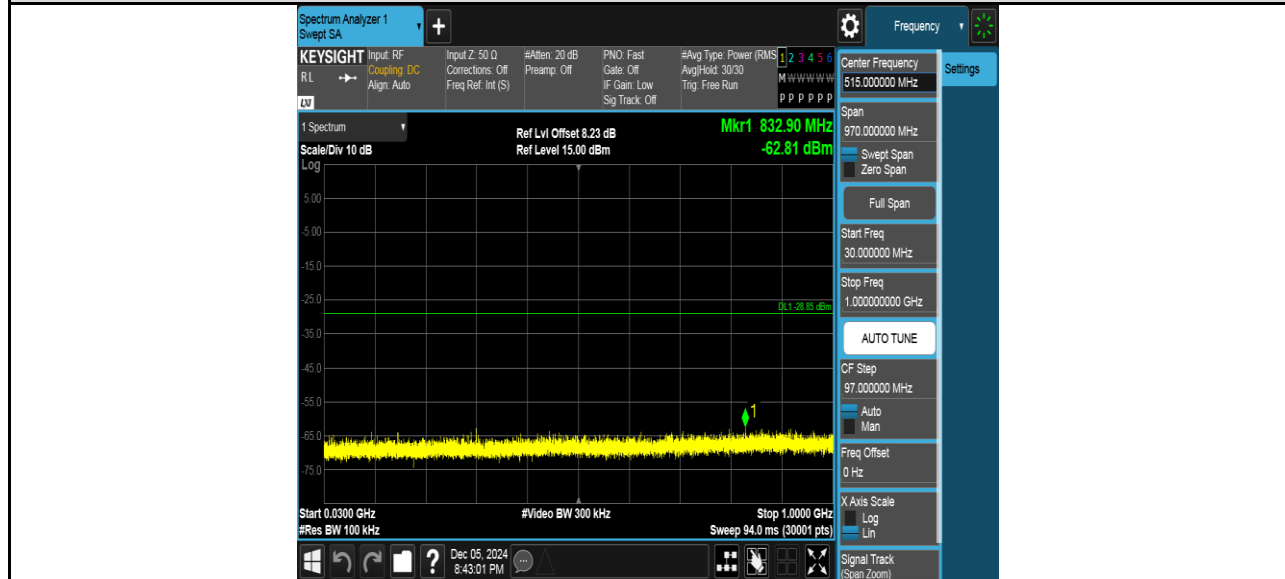 Spectrum Analyzer 1
Swept SA
+
Frequency
KEYSIGHT
RL
LXI
Input: RF
Coupling: DC
Align: Auto
Input Z: 50 Ω
Corrections: Off
Freq Ref: Int (S)
#Atten: 20 dB
Preamp: Off
PNO: Fast
Gate: Off
IF Gain: Low
Sig Track: Off
#Avg Type: Power (RMS
Avg|Hold: 30/30
Trig: Free Run
1 2 3 4 5 6
M W W W W W
P P P P P P
1 Spectrum
Scale/Div 10 dB
Ref Lvl Offset 8.23 dB
Ref Level 15.00 dBm
Mkr1 832.90 MHz
-62.81 dBm
Log
5.00
-5.00
-15.0
-25.0
DL1 -28.85 dBm
-35.0
-45.0
-55.0
1
-65.0
-75.0
Start 0.0300 GHz
#Res BW 100 kHz
#Video BW 300 kHz
Stop 1.0000 GHz
Sweep 94.0 ms (30001 pts)
?
Dec 05, 2024
8:43:01 PM
Center Frequency
515.000000 MHz
Settings
Span
970.000000 MHz
Swept Span
Zero Span
Full Span
Start Freq
30.000000 MHz
Stop Freq
1.000000000 GHz
AUTO TUNE
CF Step
97.000000 MHz
Auto
Man
Freq Offset
0 Hz
X Axis Scale
Log
Lin
Signal Track
(Span Zoom)